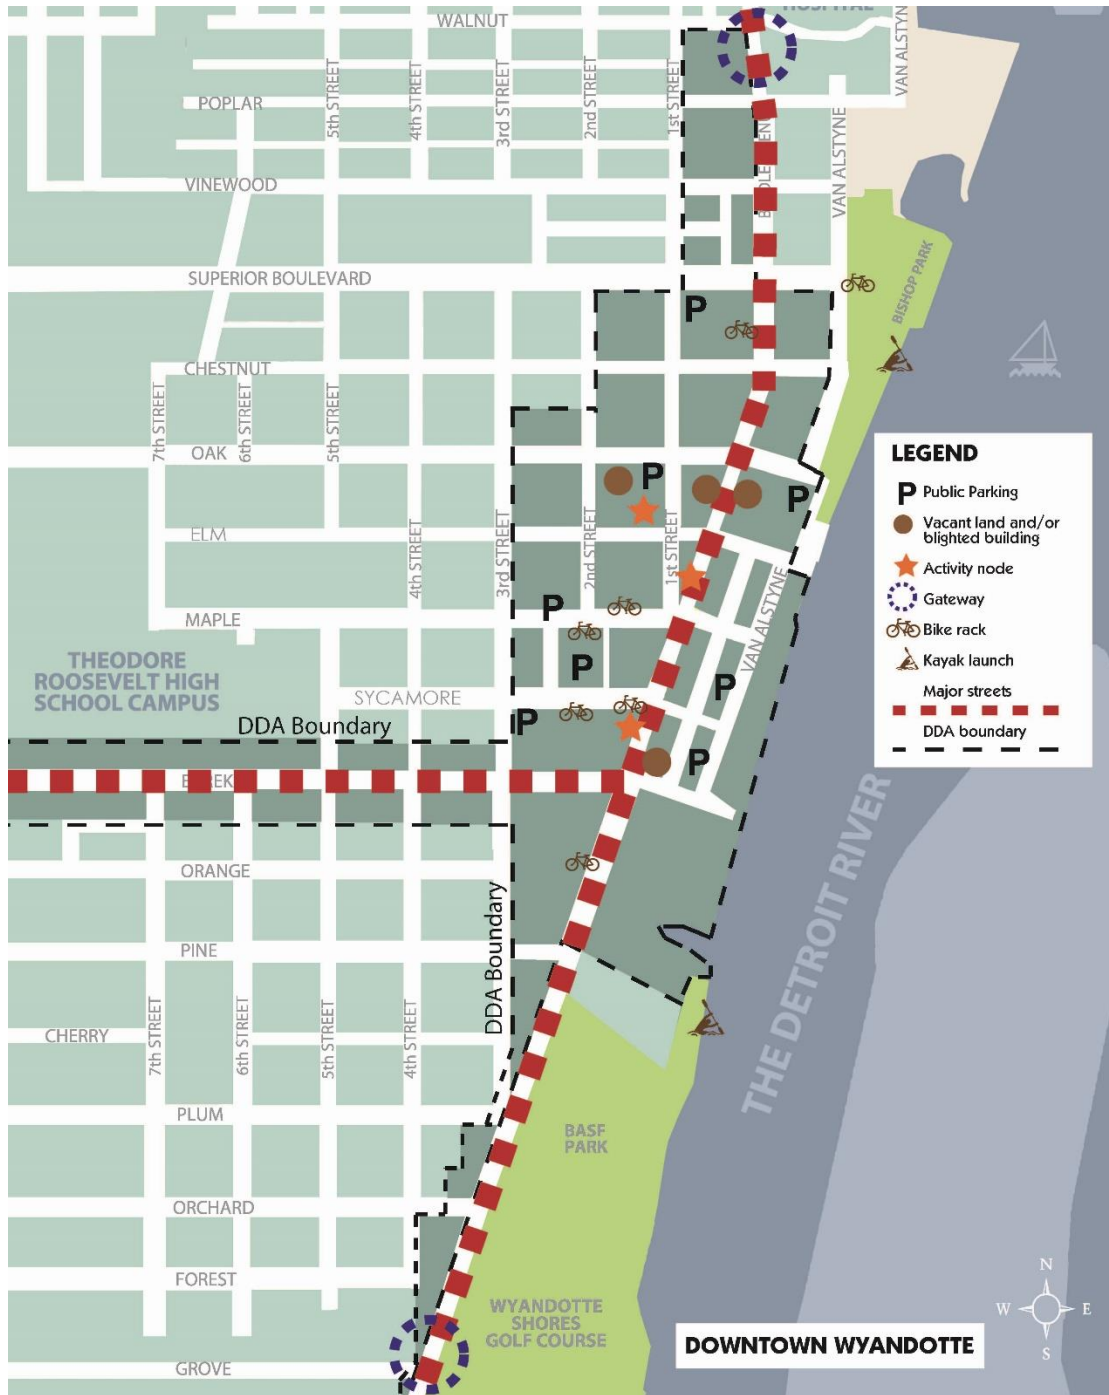 HOSPITAL
WALNUT
VAN ALSTYN
POPLAR
5th STREET
4th STREET
3rd STREET
2nd STREET
1st STREET
VAN ALSTYNE
VINEWOOD
SUPERIOR BOULEVARD
BISHOP PARK
P
CHESTNUT
7th STREET
6th STREET
5th STREET
OAK
P
P
ELM
4th STREET
3rd STREET
2nd STREET
1st STREET
VAN ALSTYNE
MAPLE
P
THEODORE
ROOSEVELT HIGH
SCHOOL CAMPUS
P
P
SYCAMORE
P
DDA Boundary
P
LEGEND
P Public Parking
Vacant land and/or
blighted building
Activity node
Gateway
Bike rack
Kayak launch
Major streets
DDA boundary
THE DETROIT RIVER
ORANGE
DDA Boundary
PINE
7th STREET
6th STREET
5th STREET
4th STREET
CHERRY
PLUM
BASF
PARK
ORCHARD
FOREST
WYANDOTTE
SHORES
GOLF COURSE
GROVE
N
W E
S
DOWNTOWN WYANDOTTE